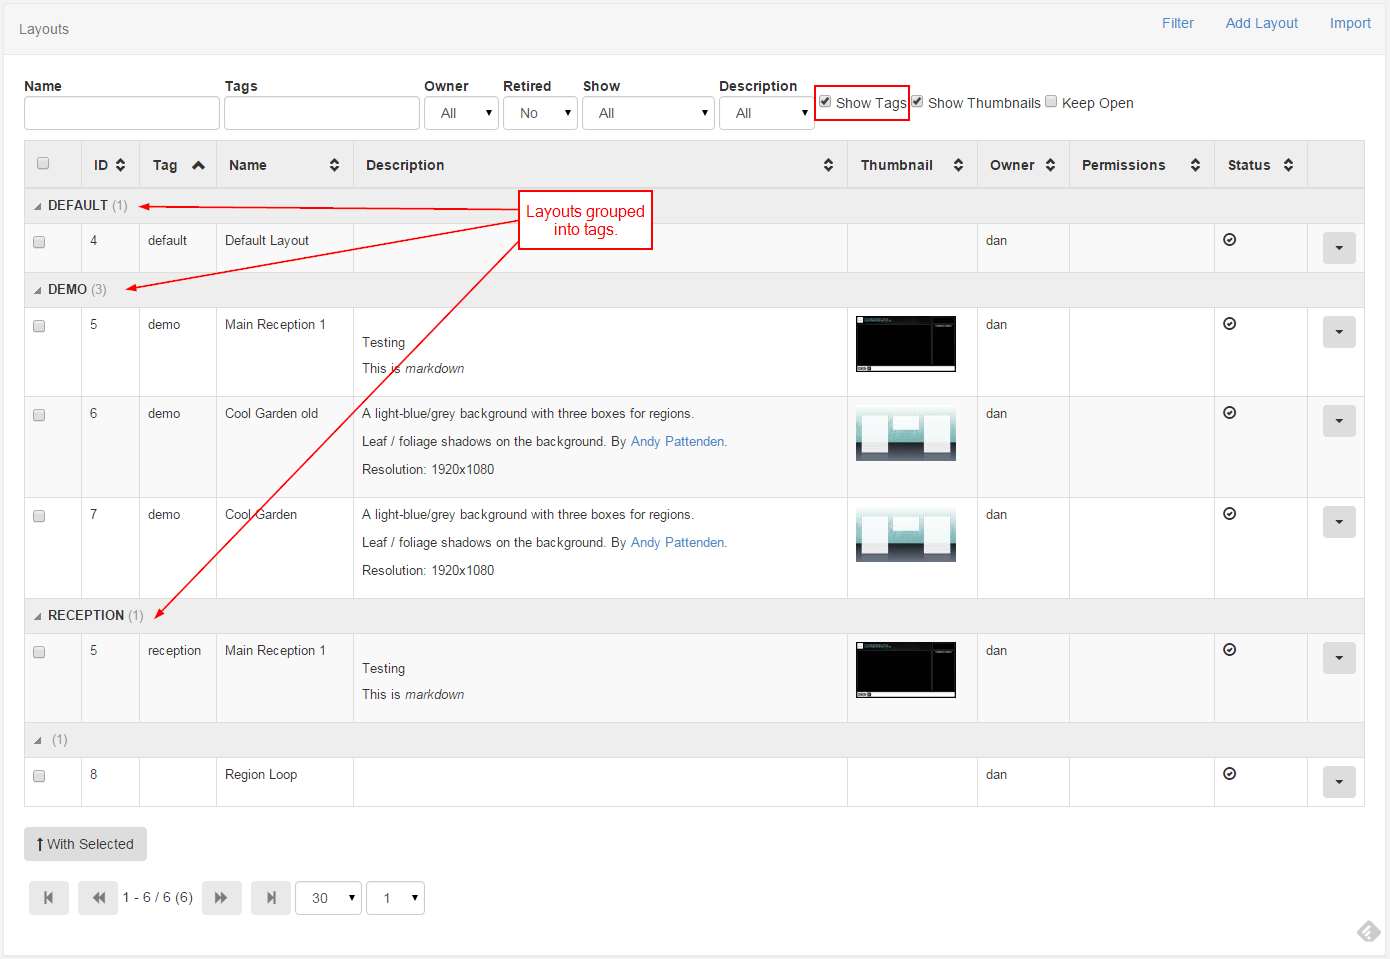 Layouts
Filter Add Layout Import
Name Tags Owner Retired Show Description
All No All All Show Tags Show Thumbnails Keep Open
ID Tag Name Description Thumbnail Owner Permissions Status
DEFAULT (1)
Layouts grouped
into tags.
4 default Default Layout dan
DEMO (3)
5 demo Main Reception 1 dan
Testing
This is markdown
6 demo Cool Garden old A light-blue/grey background with three boxes for regions. dan
Leaf / foliage shadows on the background. By Andy Pattenden.
Resolution: 1920x1080
7 demo Cool Garden A light-blue/grey background with three boxes for regions. dan
Leaf / foliage shadows on the background. By Andy Pattenden.
Resolution: 1920x1080
RECEPTION (1)
5 reception Main Reception 1 dan
Testing
This is markdown
(1)
8 Region Loop dan
With Selected
1 - 6 / 6 (6) 30 1